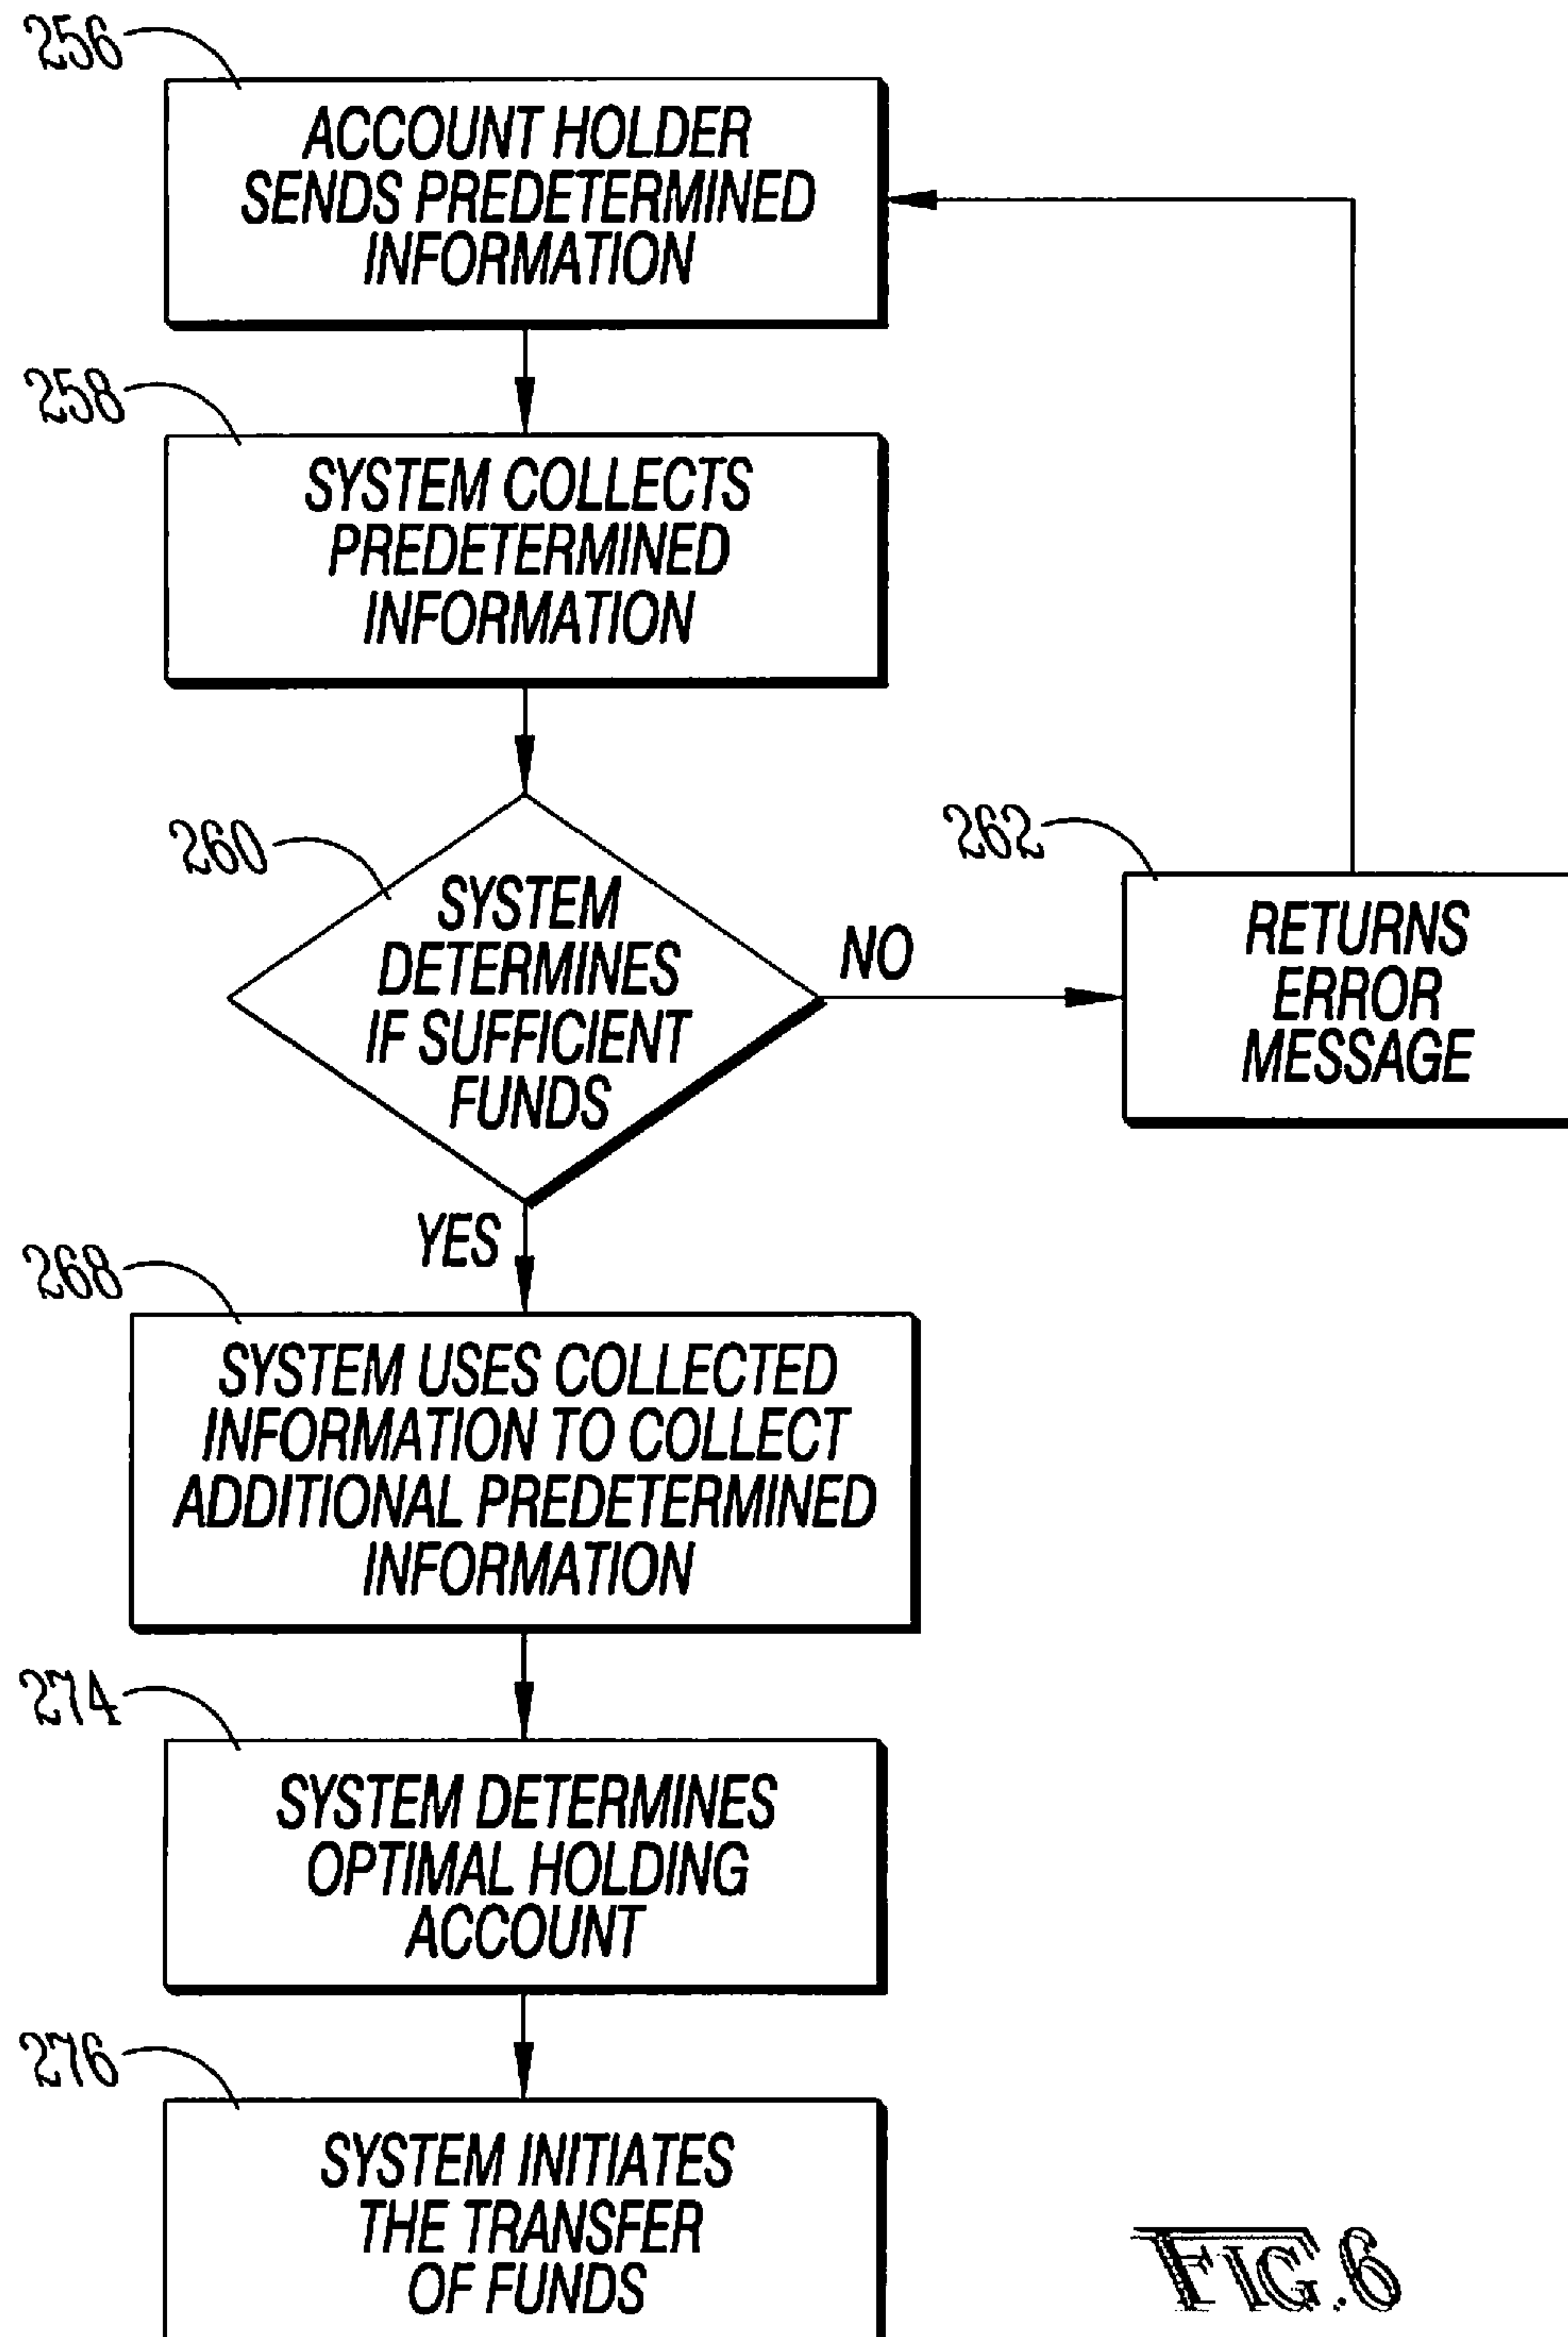 256
ACCOUNT HOLDER
SENDS PREDETERMINED
INFORMATION
258
SYSTEM COLLECTS
PREDETERMINED
INFORMATION
260
SYSTEM
DETERMINES
IF SUFFICIENT
FUNDS
NO
262
RETURNS
ERROR
MESSAGE
YES
268
SYSTEM USES COLLECTED
INFORMATION TO COLLECT
ADDITIONAL PREDETERMINED
INFORMATION
274
SYSTEM DETERMINES
OPTIMAL HOLDING
ACCOUNT
276
SYSTEM INITIATES
THE TRANSFER
OF FUNDS
FIG. 6